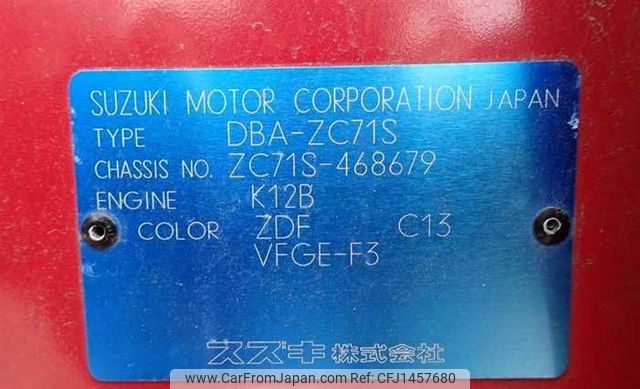 SUZUKI MOTOR CORPORATION JAPAN
TYPE DBA-ZC71S
CHASSIS NO. ZC71S-468679
ENGINE K12B
COLOR ZDF C13
VFGE-F3
スズキ株式会社
www.CarFromJapan.com CFJ1457680